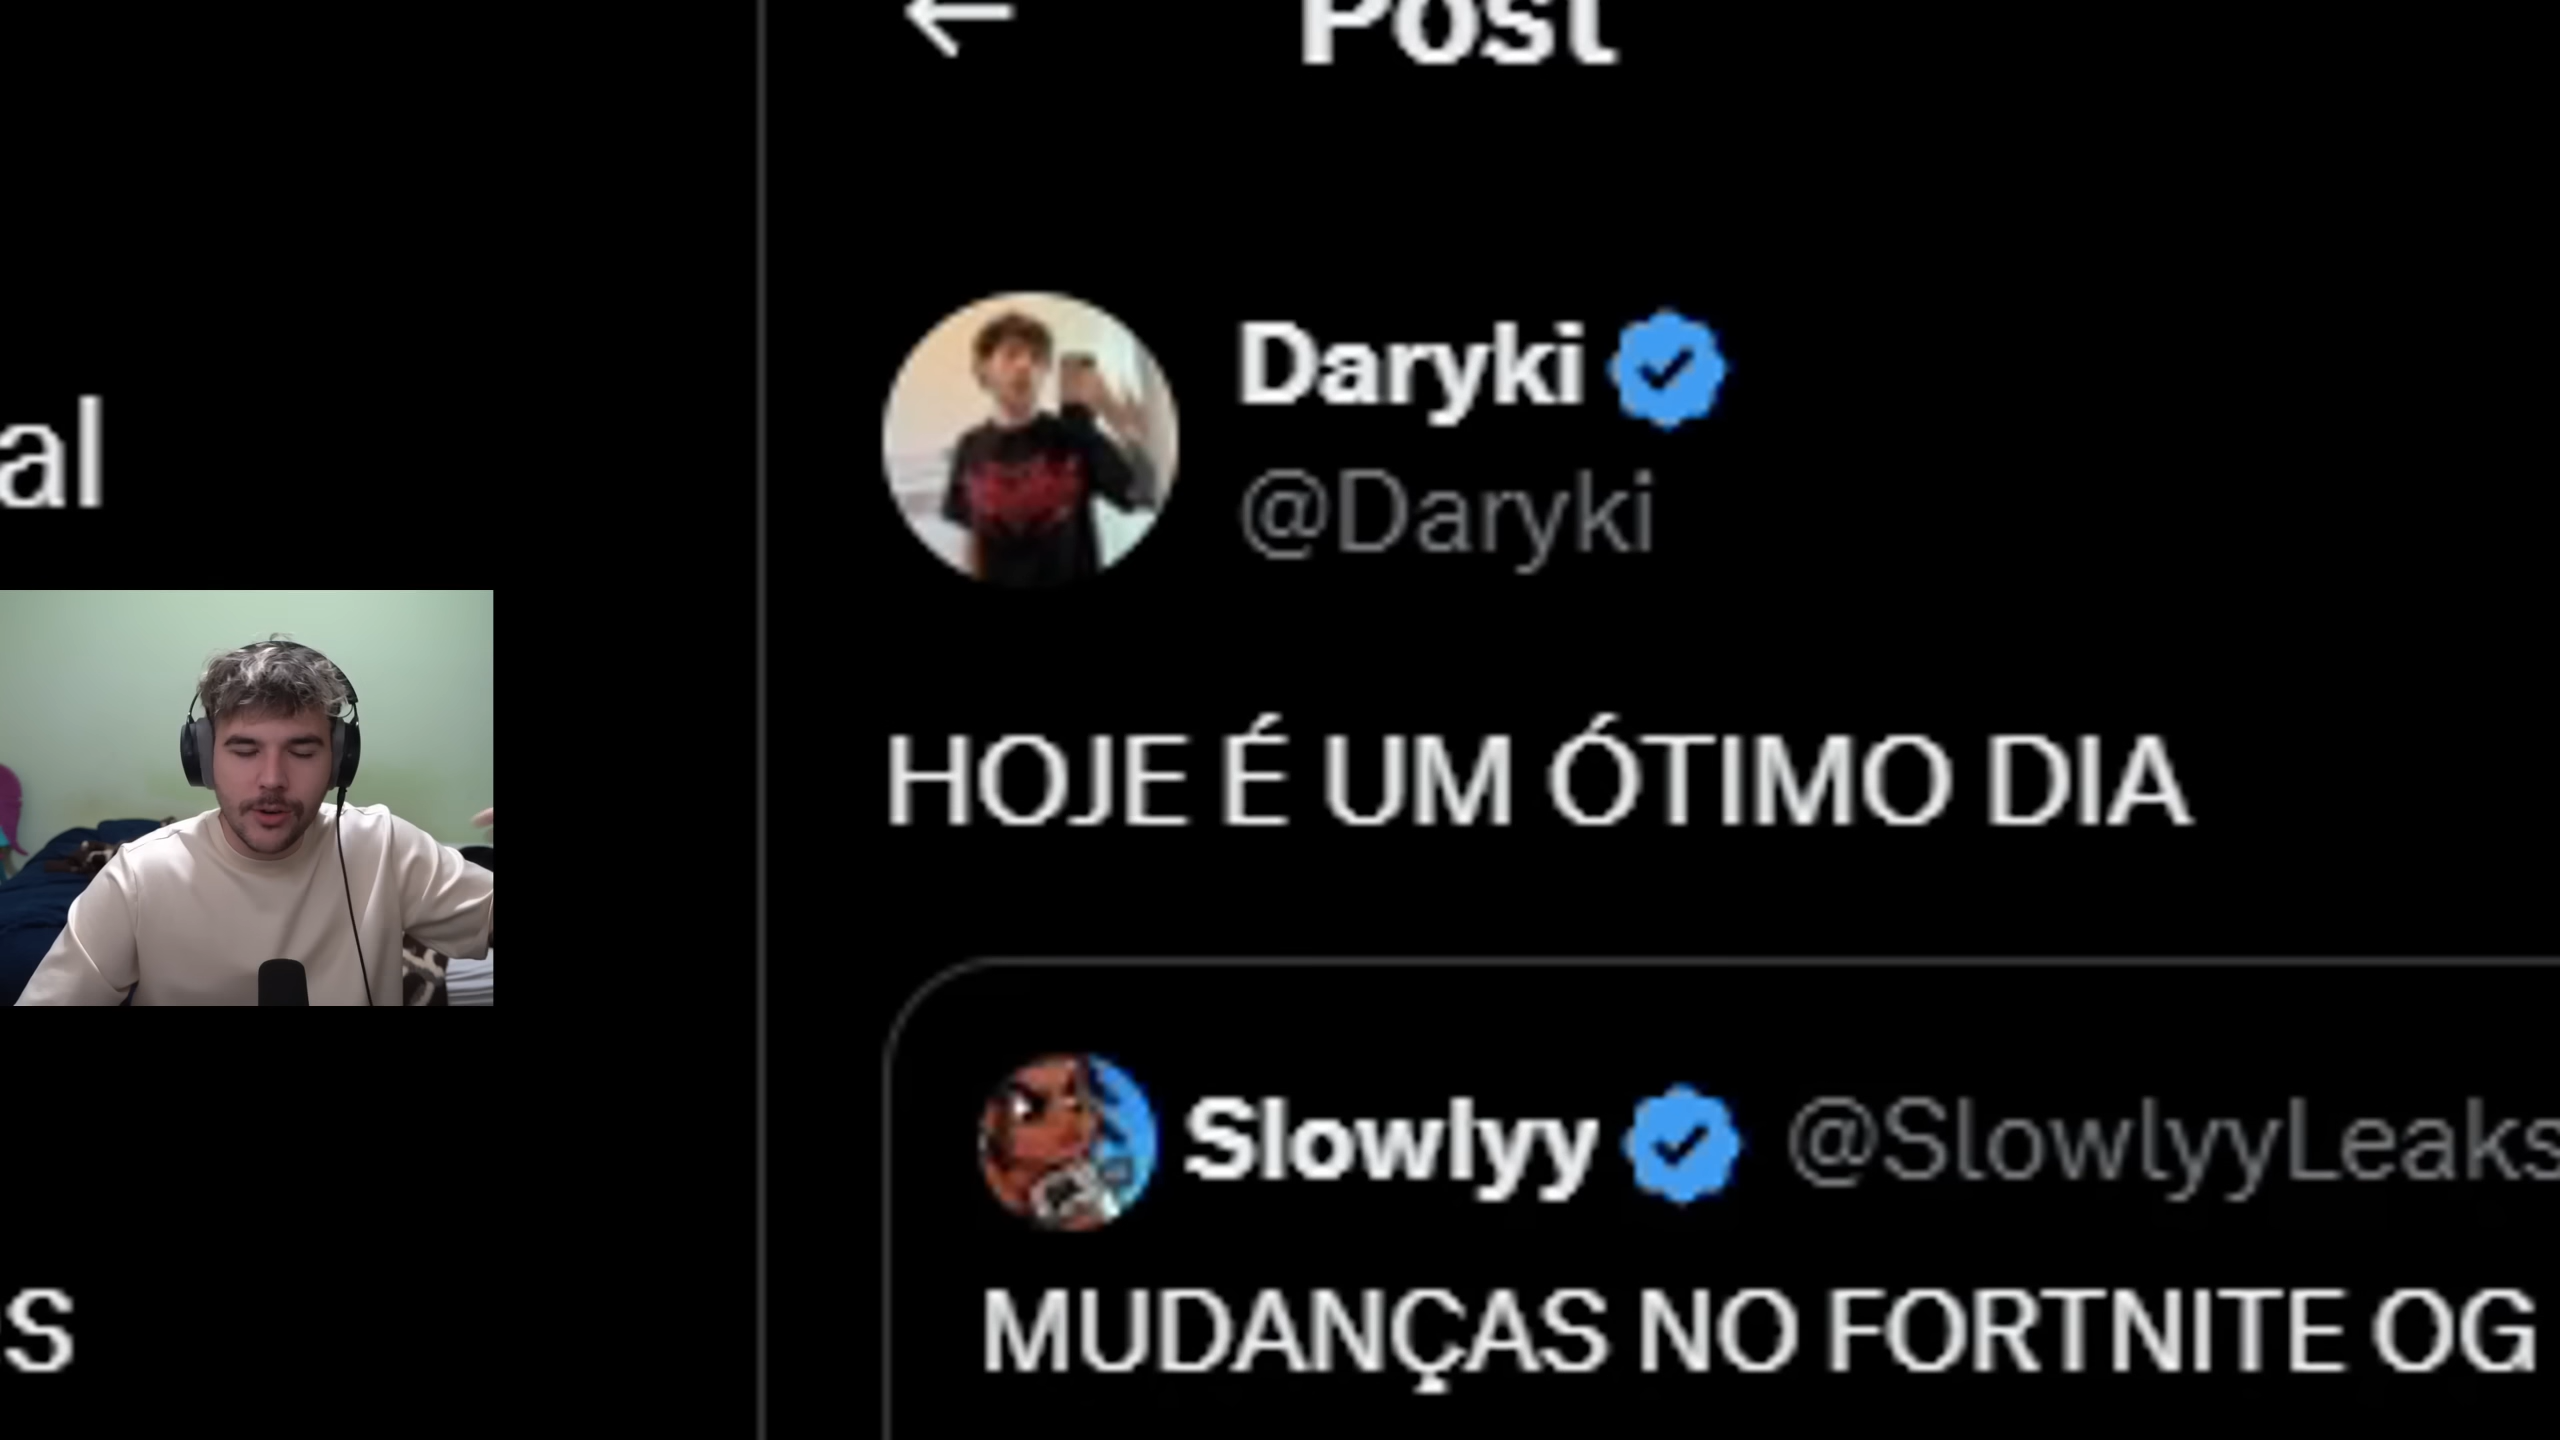 Post
Daryki
@Daryki
al
HOJE É UM ÓTIMO DIA
Slowlyy @SlowlyyLeaks
MUDANÇAS NO FORTNITE OG